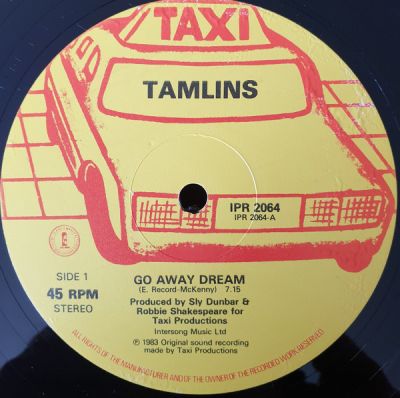 TAXI
TAMLINS
IPR 2064
IPR 2064-A
SIDE 1
45 RPM
STEREO
GO AWAY DREAM
(E. Record-McKenny) 7.15
Produced by Sly Dunbar &
Robbie Shakespeare for
Taxi Productions
Intersong Music Ltd
℗ 1983 Original sound recording
made by Taxi Productions
ALL RIGHTS OF THE MANUFACTURER AND OF THE OWNER OF THE RECORDED WORK RESERVED